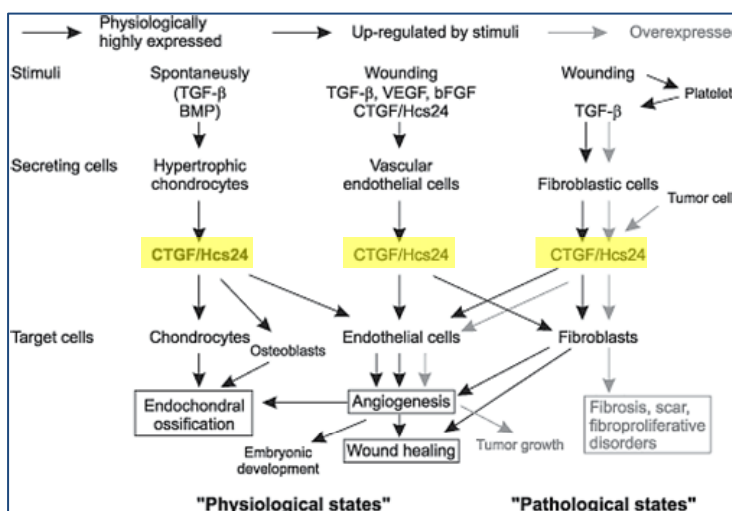 Physiologically
highly expressed
Up-regulated by stimuli
Overexpresse
Stimuli
Spontaneusly
(TGF-β
BMP)
Wounding
TGF-β, VEGF, bFGF
CTGF/Hcs24
Wounding
Platelet
TGF-β
Secreting cells
Hypertrophic
chondrocytes
Vascular
endothelial cells
Fibroblastic cells
Tumor cell
CTGF/Hcs24
CTGF/Hcs24
CTGF/Hcs24
Target cells
Chondrocytes
Osteoblasts
Endothelial cells
Fibroblasts
Endochondral
ossification
Angiogenesis
Embryonic
development
Wound healing
Tumor growth
Fibrosis, scar,
fibroproliferative
disorders
"Physiological states"
"Pathological states"